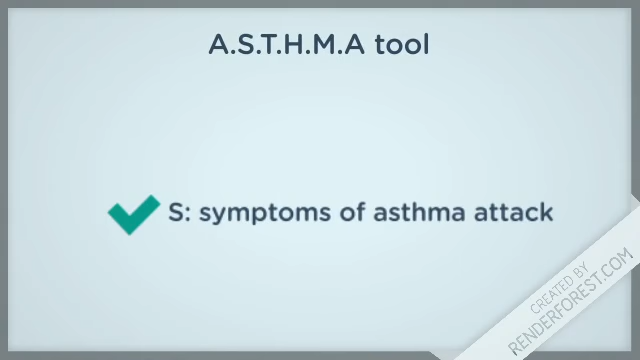 A.S.T.H.M.A tool
S: symptoms of asthma attack
CREATED BY
RENDERFOREST.COM